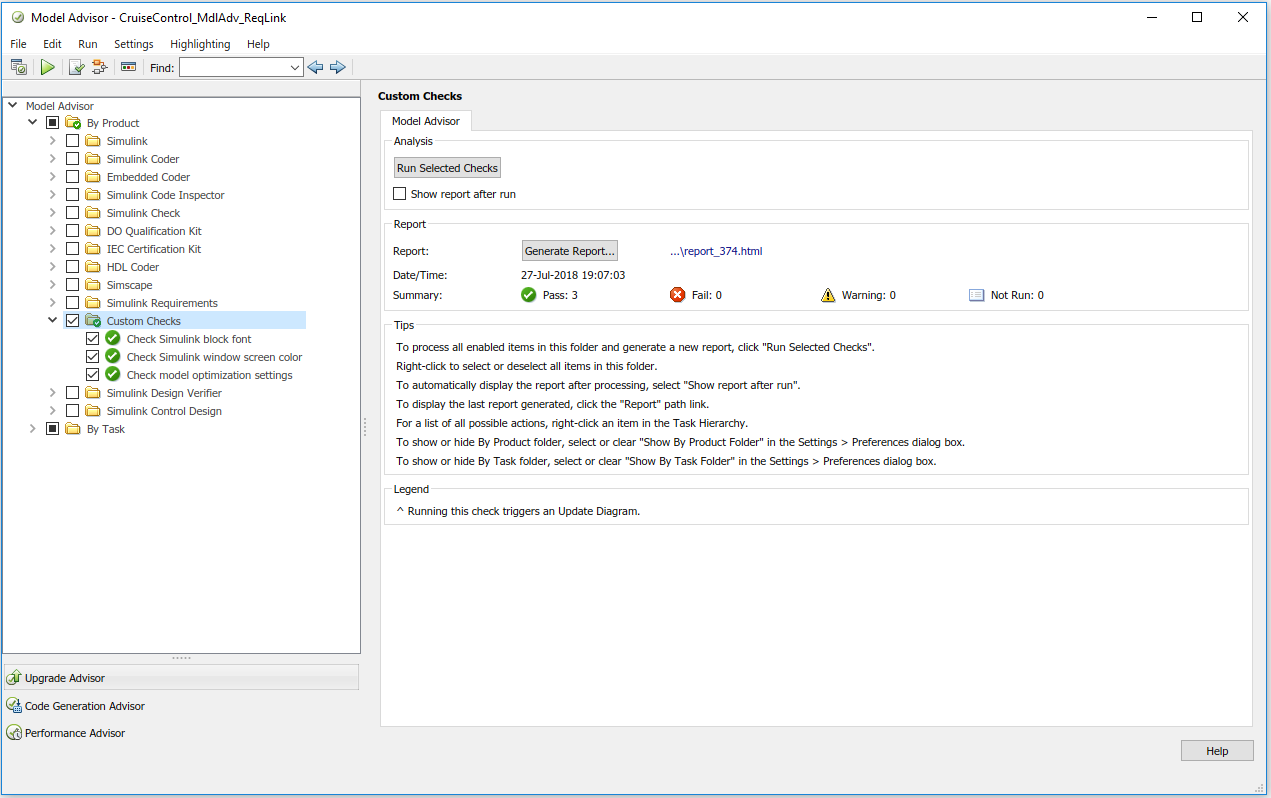 Model Advisor - CruiseControl_MdlAdv_ReqLink
File Edit Run Settings Highlighting Help
Find:
Model Advisor
By Product
Simulink
Simulink Coder
Embedded Coder
Simulink Code Inspector
Simulink Check
DO Qualification Kit
IEC Certification Kit
HDL Coder
Simscape
Simulink Requirements
Custom Checks
Check Simulink block font
Check Simulink window screen color
Check model optimization settings
Simulink Design Verifier
Simulink Control Design
By Task
Upgrade Advisor
Code Generation Advisor
Performance Advisor
Custom Checks
Model Advisor
Analysis
Run Selected Checks
Show report after run
Report
Report: Generate Report... ...\report_374.html
Date/Time: 27-Jul-2018 19:07:03
Summary: Pass: 3 Fail: 0 Warning: 0 Not Run: 0
Tips
To process all enabled items in this folder and generate a new report, click "Run Selected Checks".
Right-click to select or deselect all items in this folder.
To automatically display the report after processing, select "Show report after run".
To display the last report generated, click the "Report" path link.
For a list of all possible actions, right-click an item in the Task Hierarchy.
To show or hide By Product folder, select or clear "Show By Product Folder" in the Settings > Preferences dialog box.
To show or hide By Task folder, select or clear "Show By Task Folder" in the Settings > Preferences dialog box.
Legend
^ Running this check triggers an Update Diagram.
Help